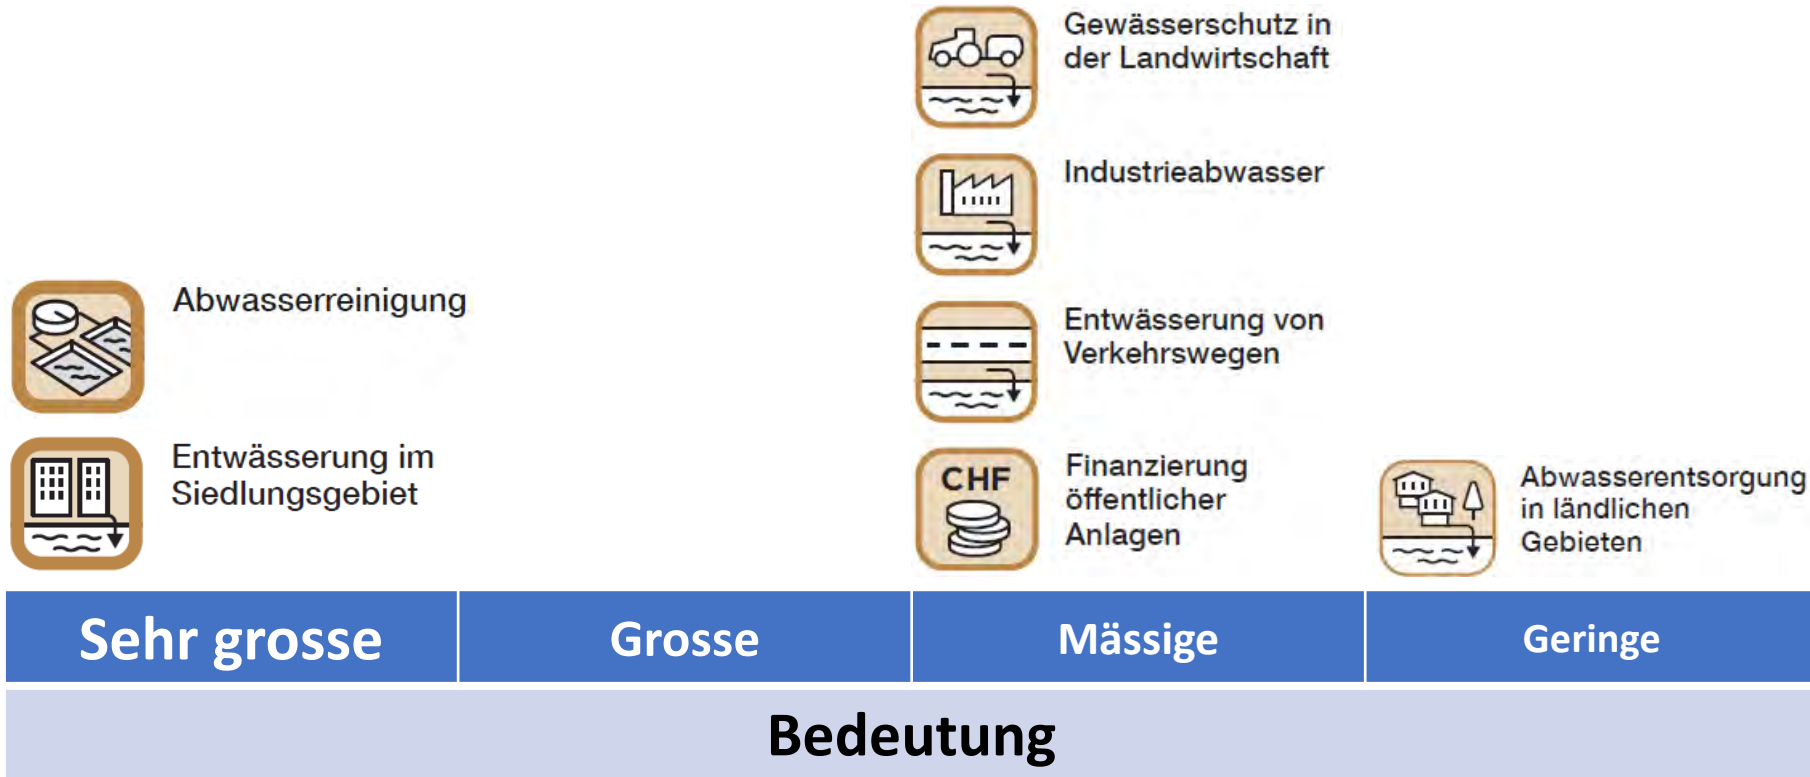 Gewässerschutz in
der Landwirtschaft
Industrieabwasser
Abwasserreinigung
Entwässerung von
Verkehrswegen
Entwässerung im
Siedlungsgebiet
CHF
Finanzierung
öffentlicher
Anlagen
Abwasserentsorgung
in ländlichen
Gebieten
Sehr grosse
Grosse
Mässige
Geringe
Bedeutung